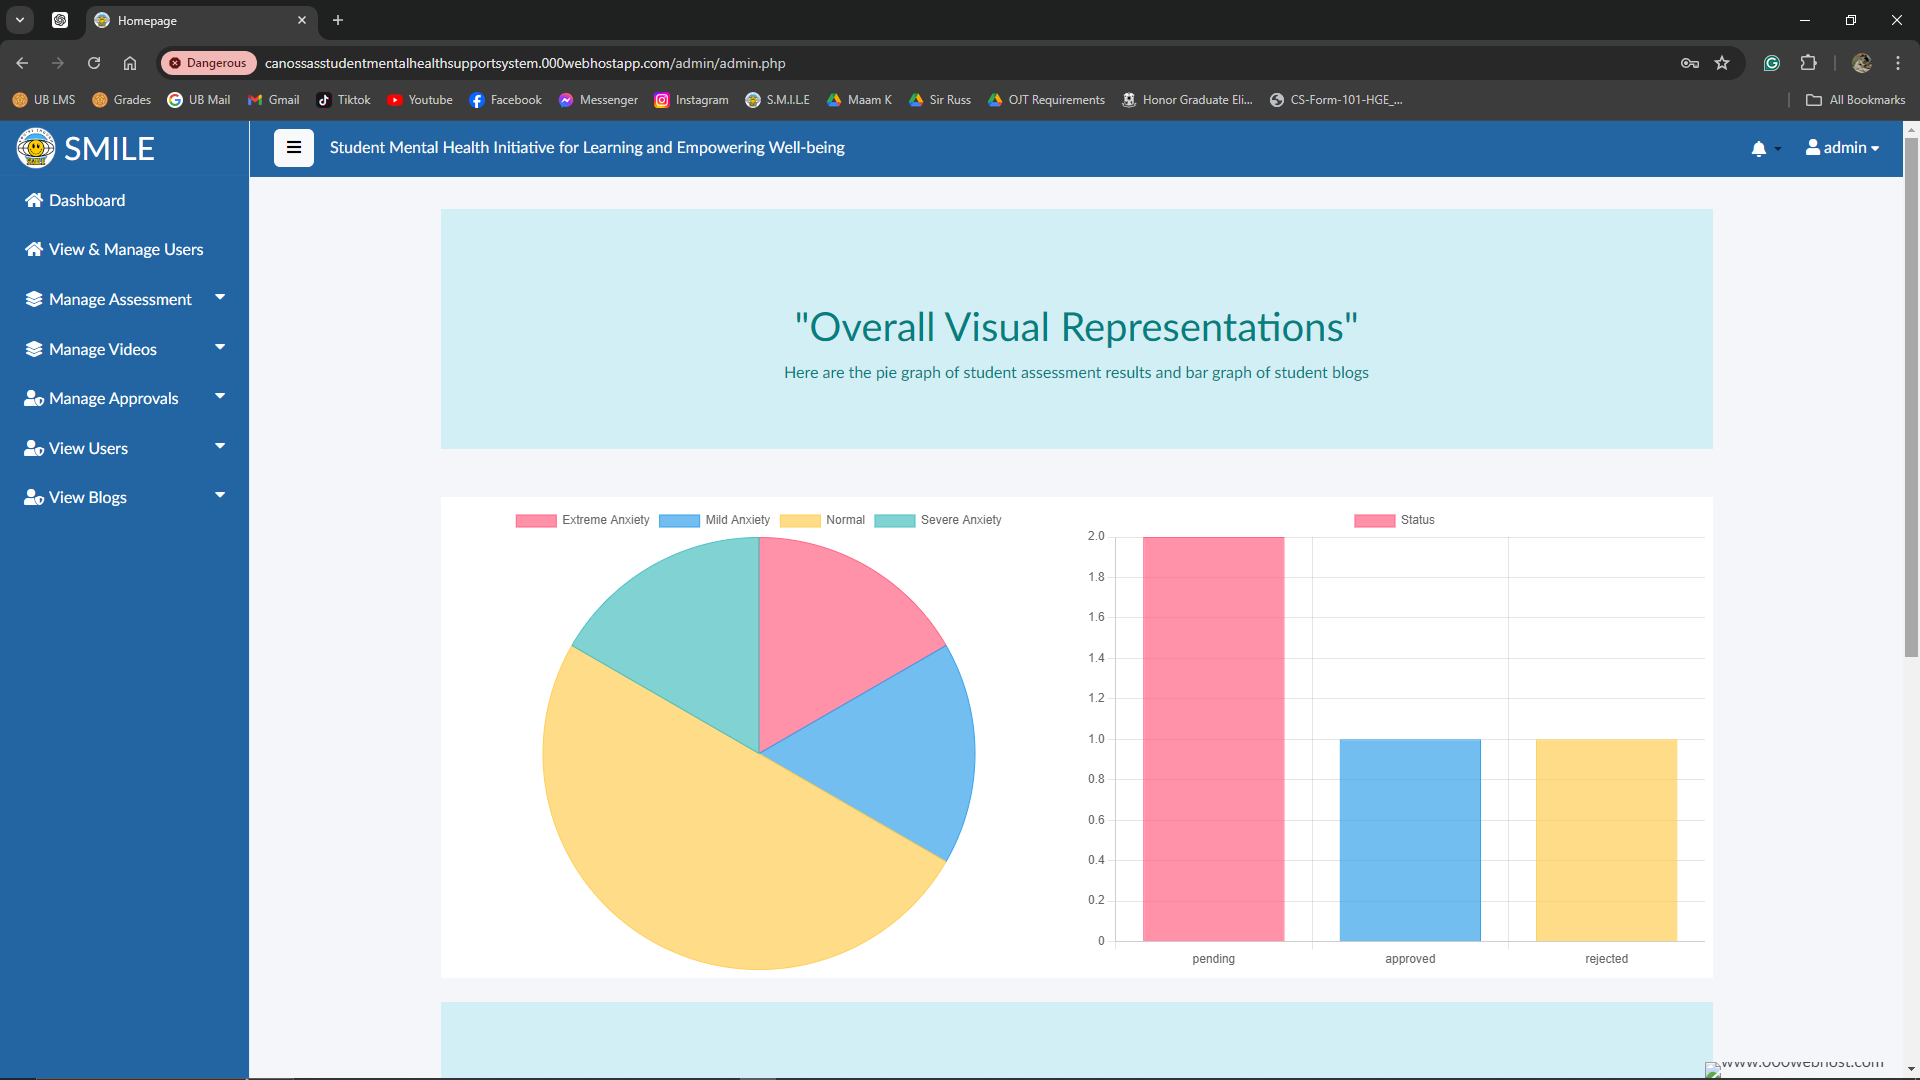 Homepage
Dangerous canossasstudentmentalhealthsupportsystem.000webhostapp.com/admin/admin.php
UB LMS Grades UB Mail Gmail Tiktok Youtube Facebook Messenger Instagram S.M.I.L.E Maam K Sir Russ OJT Requirements Honor Graduate Eli... CS-Form-101-HGE_... All Bookmarks
SMILE
Student Mental Health Initiative for Learning and Empowering Well-being
admin
Dashboard
View & Manage Users
Manage Assessment
Manage Videos
Manage Approvals
View Users
View Blogs
"Overall Visual Representations"
Here are the pie graph of student assessment results and bar graph of student blogs
Extreme Anxiety Mild Anxiety Normal Severe Anxiety
Status
2.0
1.8
1.6
1.4
1.2
1.0
0.8
0.6
0.4
0.2
0
pending approved rejected
www.000webhost.com